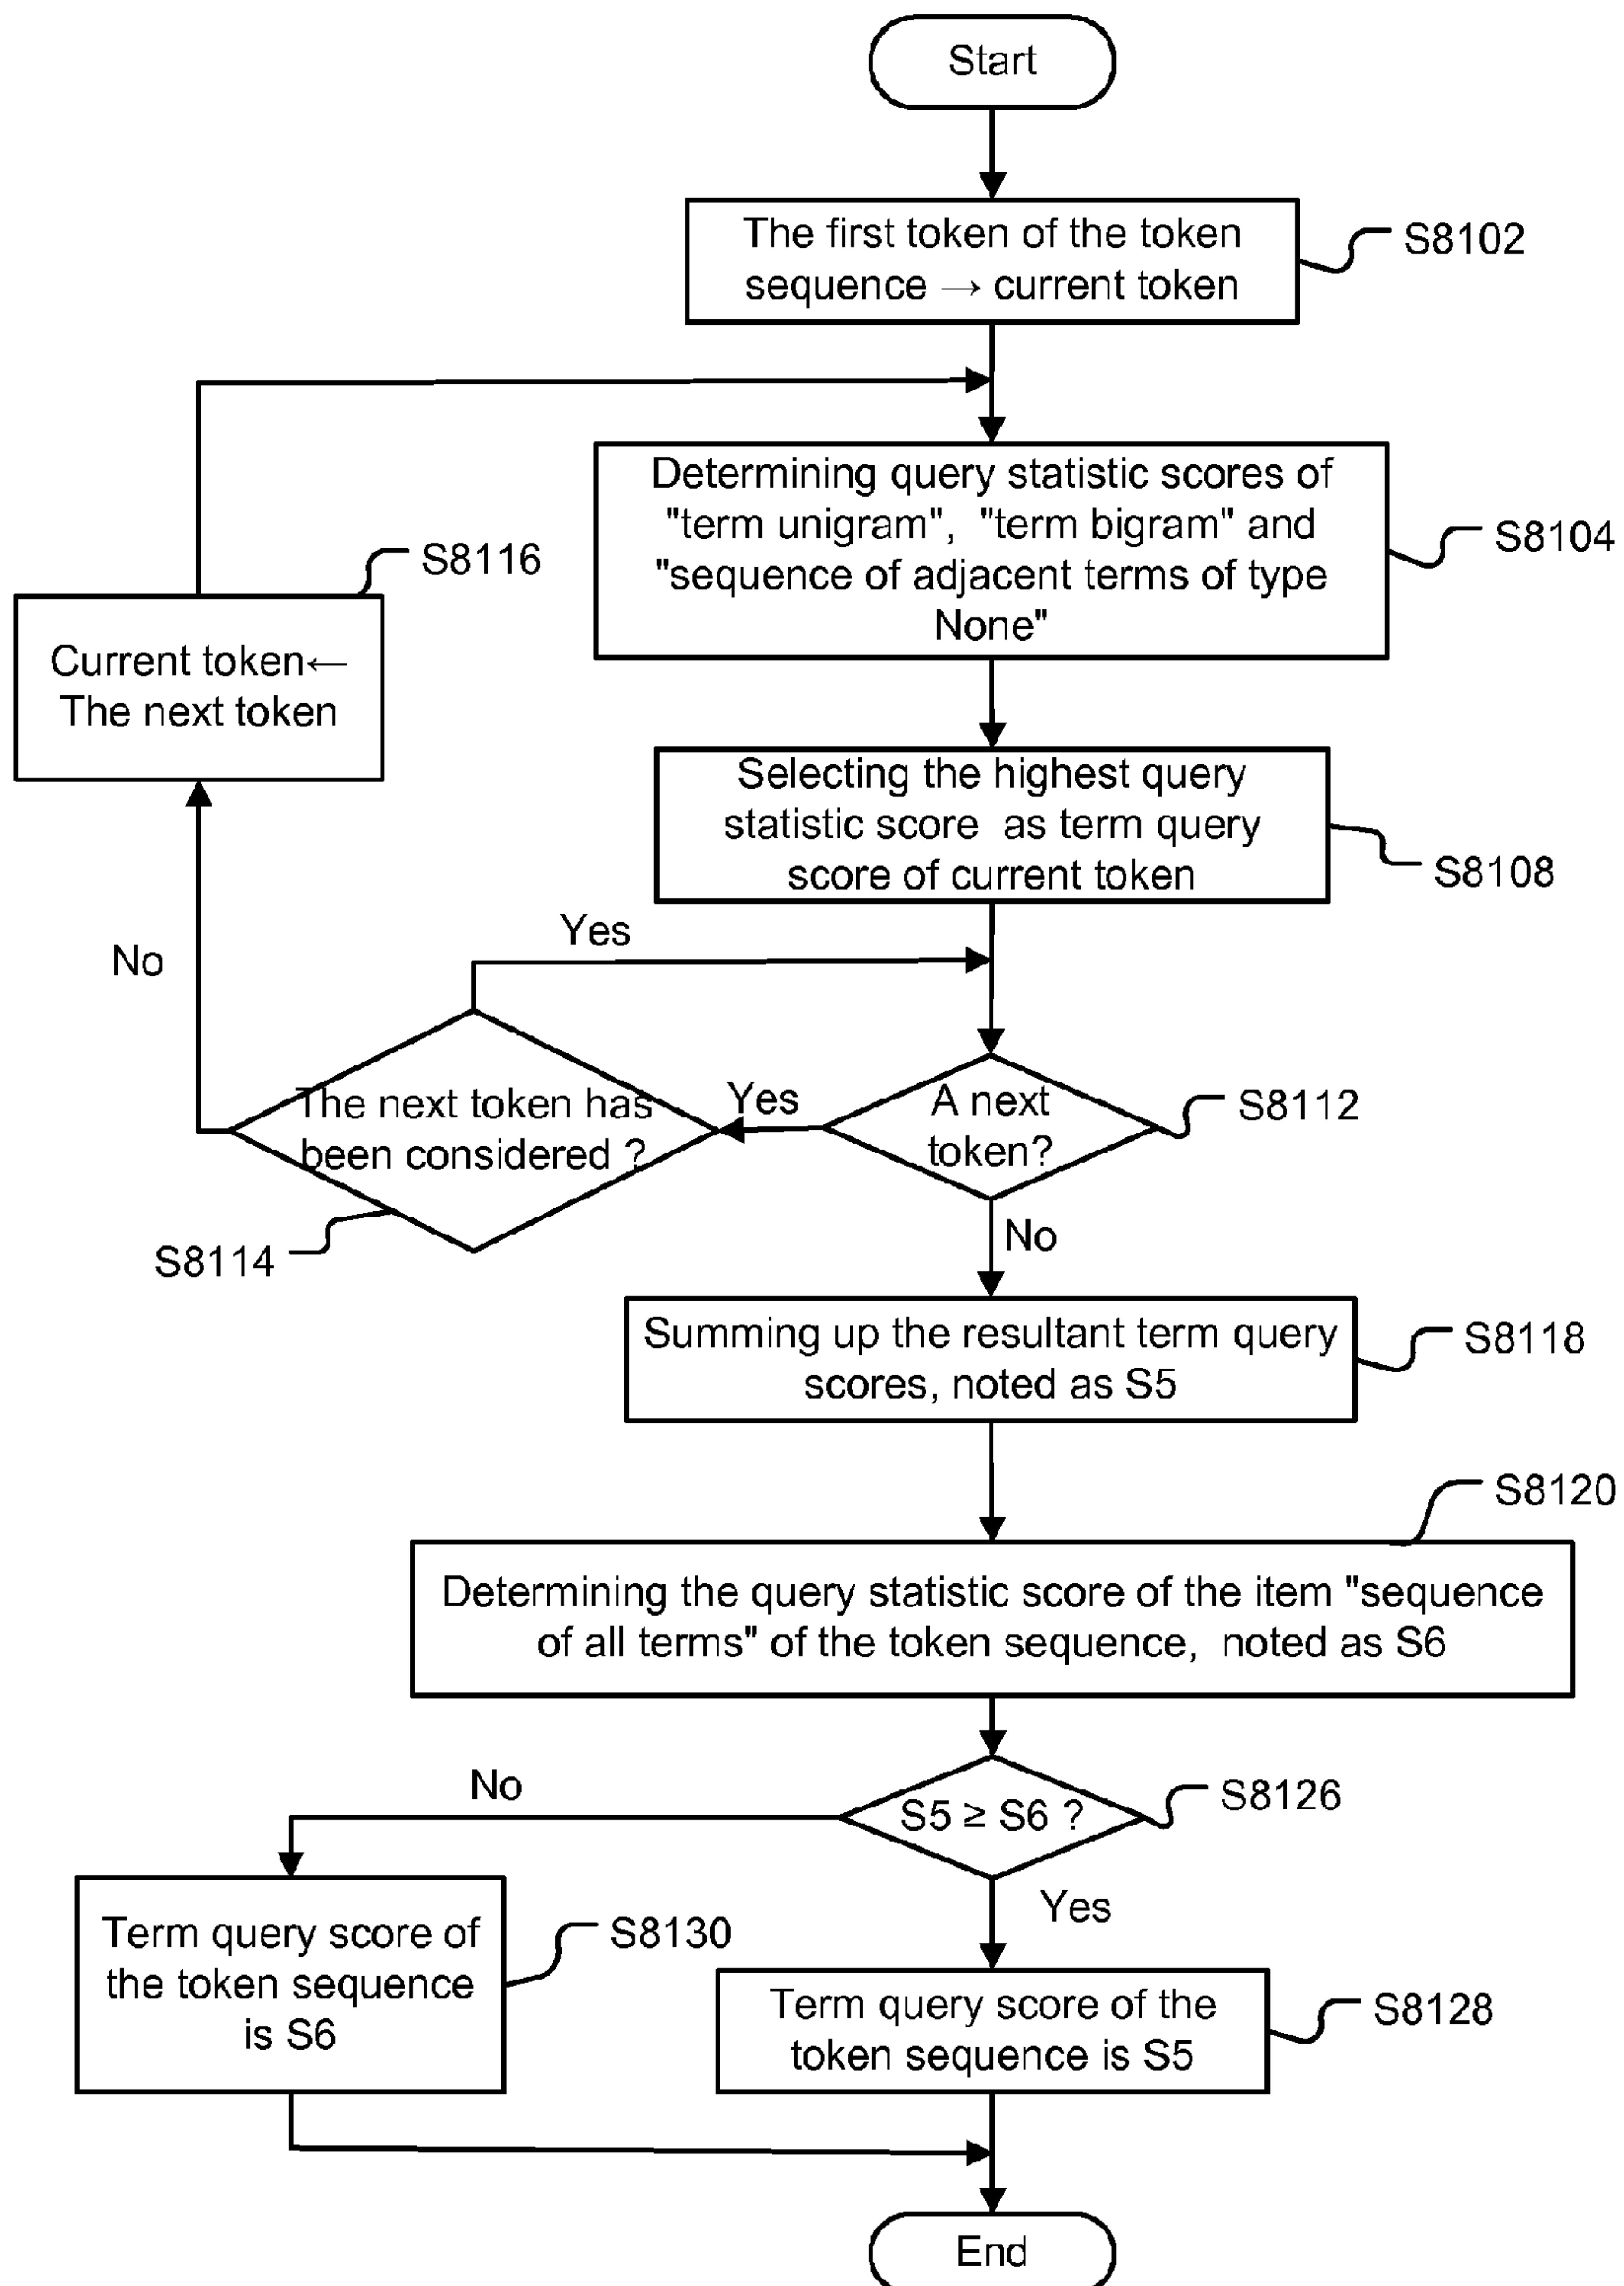 Start
The first token of the token
sequence → current token
S8102
Determining query statistic scores of
"term unigram", "term bigram" and
"sequence of adjacent terms of type
None"
S8104
S8116
Current token←
The next token
Selecting the highest query
statistic score as term query
score of current token
S8108
Yes
No
The next token has
been considered ?
Yes
A next
token?
S8112
S8114
No
Summing up the resultant term query
scores, noted as S5
S8118
S8120
Determining the query statistic score of the item "sequence
of all terms" of the token sequence, noted as S6
No
S5 ≥ S6 ?
S8126
Yes
Term query score of
the token sequence
is S6
S8130
Term query score of the
token sequence is S5
S8128
End